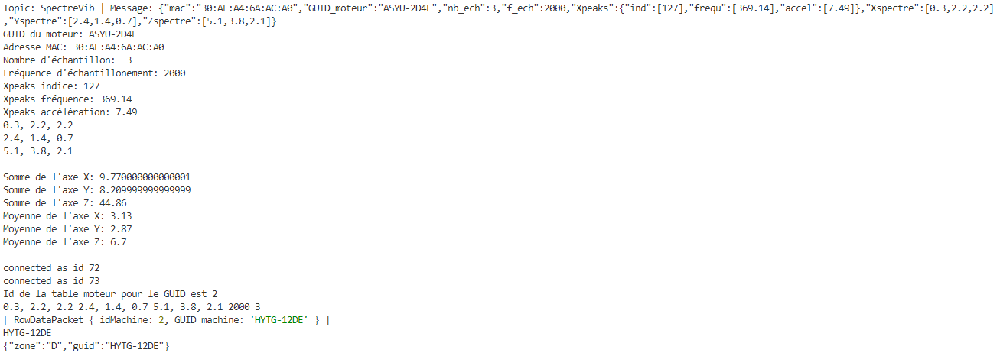 Topic: SpectreVib | Message: {"mac":"30:AE:A4:6A:AC:A0","GUID_moteur":"ASYU-2D4E","nb_ech":3,"f_ech":2000,"Xpeaks":{"ind":[127],"frequ":[369.14],"accel":[7.49]},"Xspectre":[0.3,2.2,2.2]
,"Yspectre":[2.4,1.4,0.7],"Zspectre":[5.1,3.8,2.1]}
GUID du moteur: ASYU-2D4E
Adresse MAC: 30:AE:A4:6A:AC:A0
Nombre d'échantillon:  3
Fréquence d'échantillonement: 2000
Xpeaks indice: 127
Xpeaks fréquence: 369.14
Xpeaks accélération: 7.49
0.3, 2.2, 2.2
2.4, 1.4, 0.7
5.1, 3.8, 2.1
Somme de l'axe X: 9.770000000000001
Somme de l'axe Y: 8.209999999999999
Somme de l'axe Z: 44.86
Moyenne de l'axe X: 3.13
Moyenne de l'axe Y: 2.87
Moyenne de l'axe Z: 6.7
connected as id 72
connected as id 73
Id de la table moteur pour le GUID est 2
0.3, 2.2, 2.2 2.4, 1.4, 0.7 5.1, 3.8, 2.1 2000 3
[ RowDataPacket { idMachine: 2, GUID_machine: 'HYTG-12DE' } ]
HYTG-12DE
{"zone":"D","guid":"HYTG-12DE"}